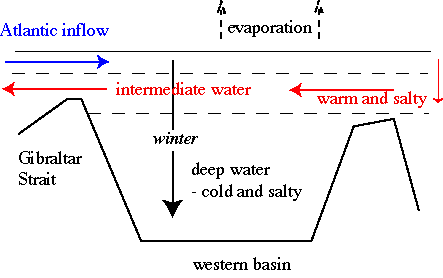 Atlantic inflow
evaporation
intermediate water
warm and salty
winter
Gibraltar
Strait
deep water
- cold and salty
western basin